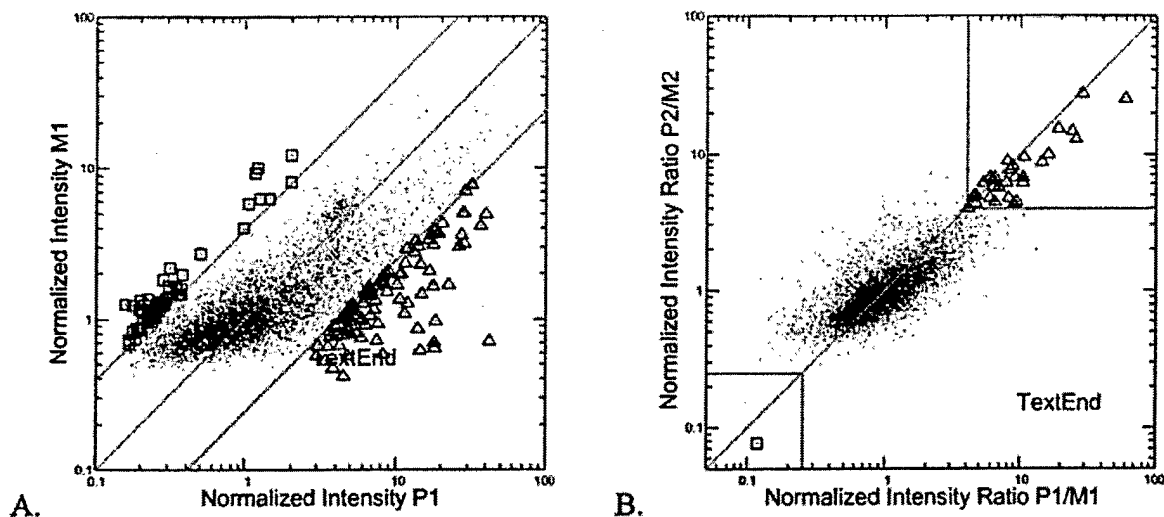 100
10
1
0.1
Normalized Intensity M1
TextEnd
0.1 1 10 100
Normalized Intensity P1
A.
100
10
1
0.1
Normalized Intensity Ratio P2/M2
TextEnd
0.1 1 10 100
Normalized Intensity Ratio P1/M1
B.